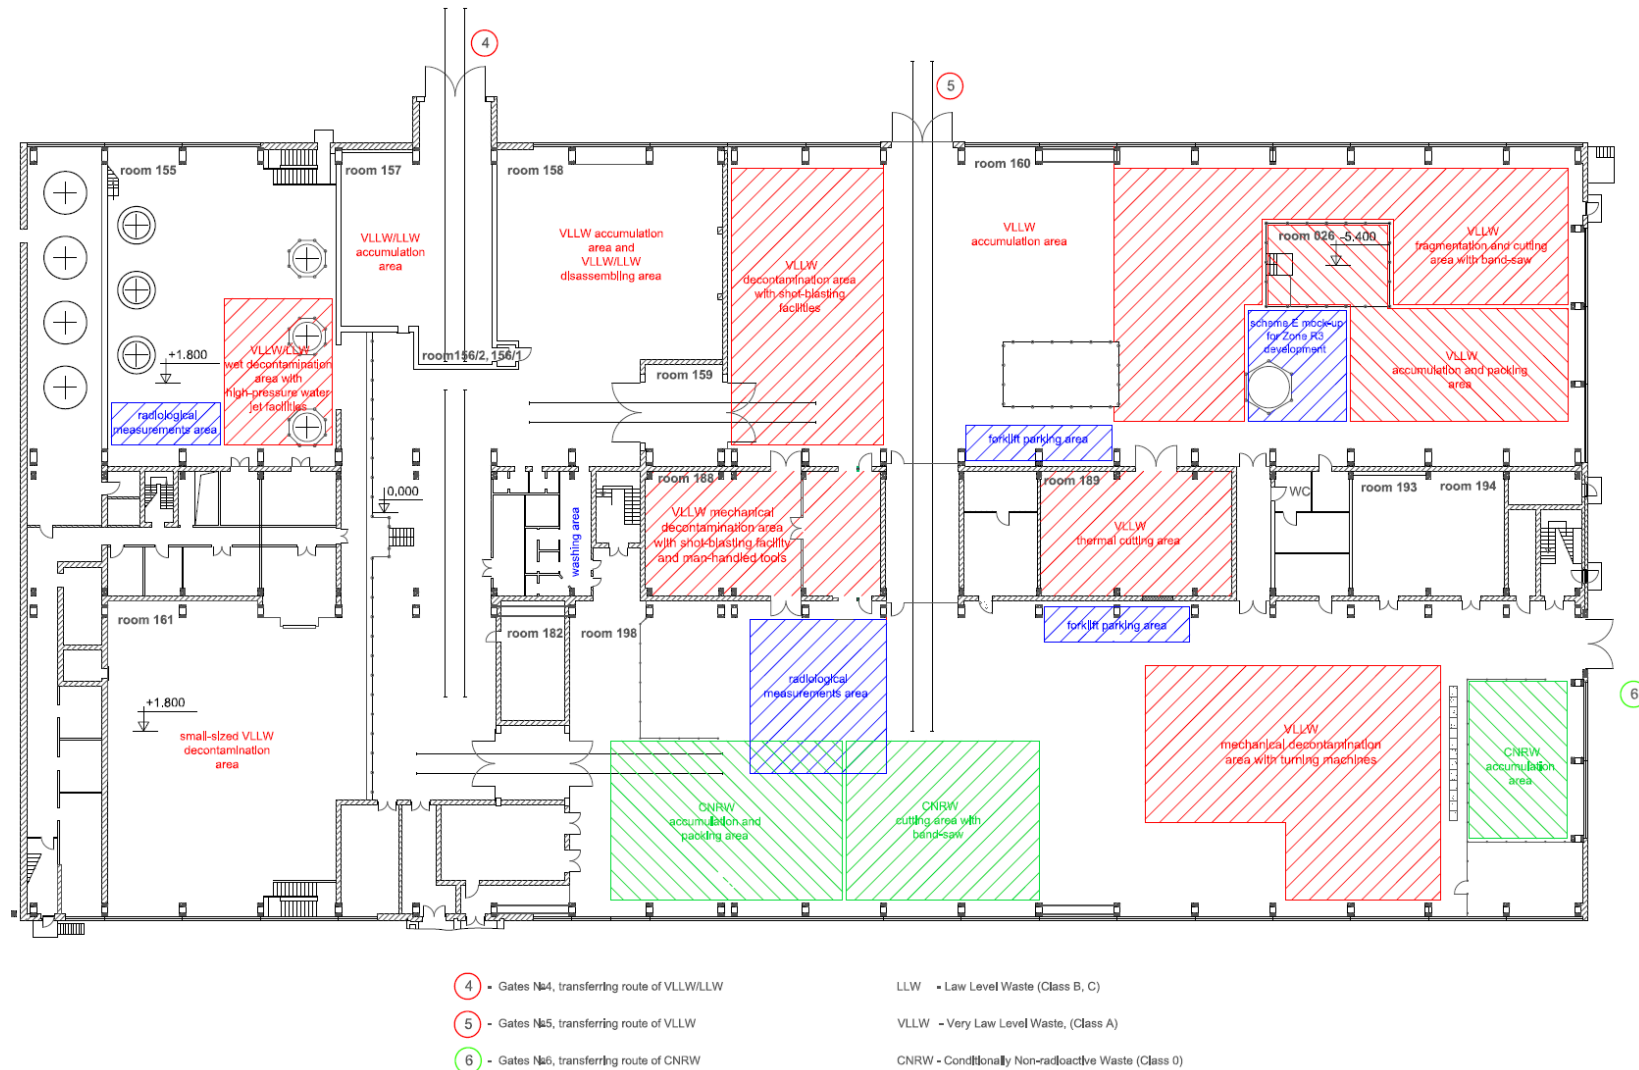 4
5
room 155
room 157
room 158
room 160
VLLW/LLW
accumulation
area
VLLW accumulation
area and
VLLW/LLW
disassembling area
VLLW
decontamination area
with shot-blasting
facilities
VLLW
accumulation area
room 026
-5.400
VLLW
fragmentation and cutting
area with band-saw
scheme E mock-up
for Zone R3
development
VLLW
accumulation and packing
area
+1.800
VLLW/LLW
wet decontamination
area with
high-pressure water
jet facilities
room156/2, 156/1
room 159
radiological
measurements area
forklift parking area
0,000
washing area
room 188
VLLW mechanical
decontamination area
with shot-blasting facility
and man-handled tools
room 189
VLLW
thermal cutting area
WC
room 193
room 194
room 161
room 182
room 198
forklift parking area
radiological
measurements area
6
+1.800
small-sized VLLW
decontamination
area
VLLW
mechanical decontamination
area with turning machines
CNRW
accumulation
area
CNRW
accumulation and
packing area
CNRW
cutting area with
band-saw
4 - Gates №4, transferring route of VLLW/LLW
LLW - Law Level Waste (Class B, C)
5 - Gates №5, transferring route of VLLW
VLLW - Very Law Level Waste, (Class A)
6 - Gates №6, transferring route of CNRW
CNRW - Conditionally Non-radioactive Waste (Class 0)